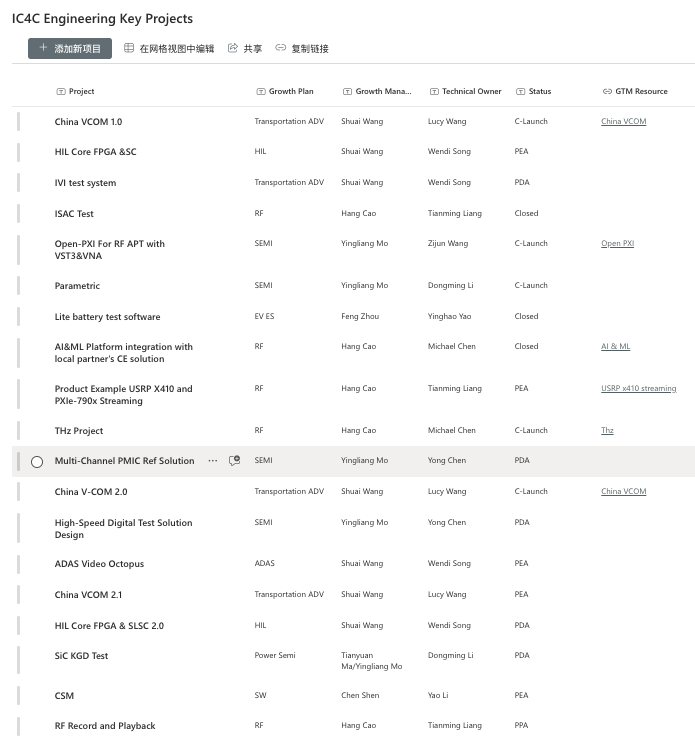 IC4C Engineering Key Projects
添加新项目 在网格视图中编辑 共享 复制链接
Project Growth Plan Growth Mana... Technical Owner Status GTM Resource
China VCOM 1.0 Transportation ADV Shuai Wang Lucy Wang C-Launch China VCOM
HIL Core FPGA &SC HIL Shuai Wang Wendi Song PEA
IVI test system Transportation ADV Shuai Wang Wendi Song PDA
ISAC Test RF Hang Cao Tianming Liang Closed
Open-PXI For RF APT with SEMI Yingliang Mo Zijun Wang C-Launch Open PXI
VST3&VNA
Parametric SEMI Yingliang Mo Dongming Li C-Launch
Lite battery test software EV ES Feng Zhou Yinghao Yao Closed
AI&ML Platform integration with RF Hang Cao Michael Chen Closed AI & ML
local partner's CE solution
Product Example USRP X410 and RF Hang Cao Tianming Liang PEA USRP x410 streaming
PXIe-790x Streaming
THz Project RF Hang Cao Michael Chen C-Launch Thz
Multi-Channel PMIC Ref Solution ... SEMI Yingliang Mo Yong Chen PDA
China V-COM 2.0 Transportation ADV Shuai Wang Lucy Wang C-Launch China VCOM
High-Speed Digital Test Solution SEMI Yingliang Mo Yong Chen PDA
Design
ADAS Video Octopus ADAS Shuai Wang Wendi Song PEA
China VCOM 2.1 Transportation ADV Shuai Wang Lucy Wang PEA
HIL Core FPGA & SLSC 2.0 HIL Shuai Wang Wendi Song PDA
SiC KGD Test Power Semi Tianyuan Dongming Li PDA
Ma/Yingliang Mo
CSM SW Chen Shen Yao Li PEA
RF Record and Playback RF Hang Cao Tianming Liang PPA